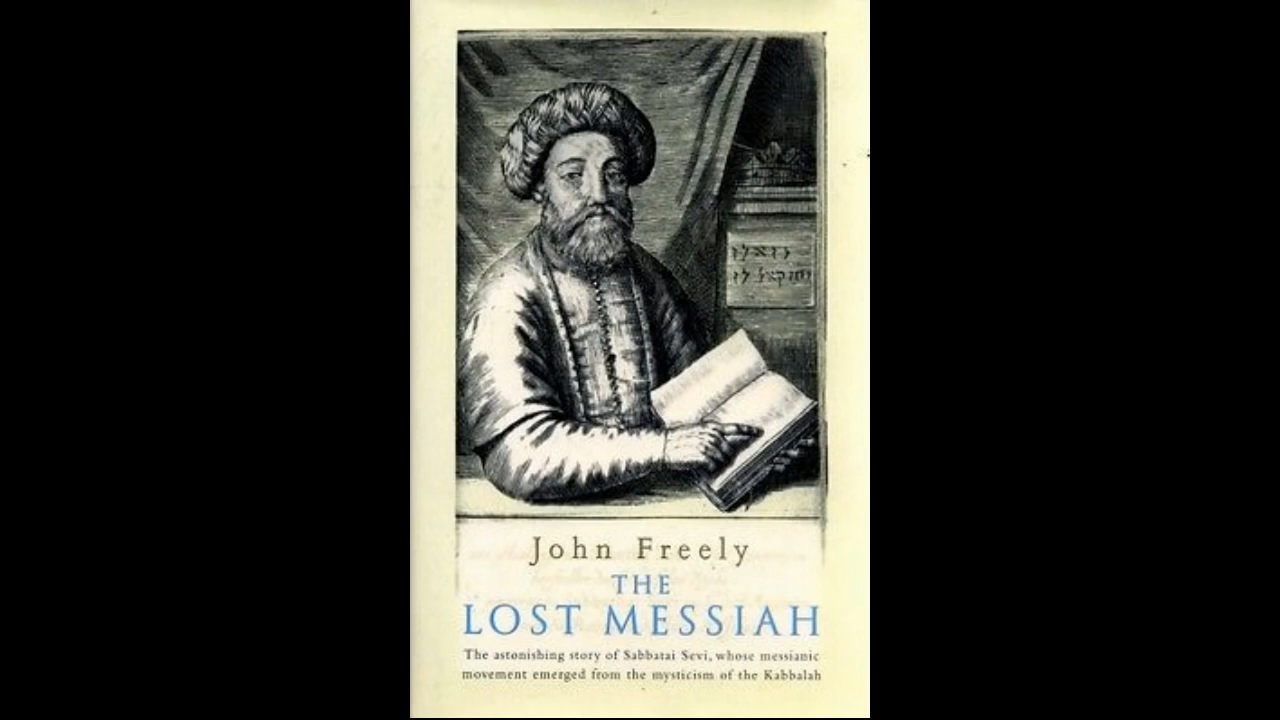 John Freely
THE
LOST MESSIAH
The astonishing story of Sabbatai Sevi, whose messianic
movement emerged from the mysticism of the Kabbalah